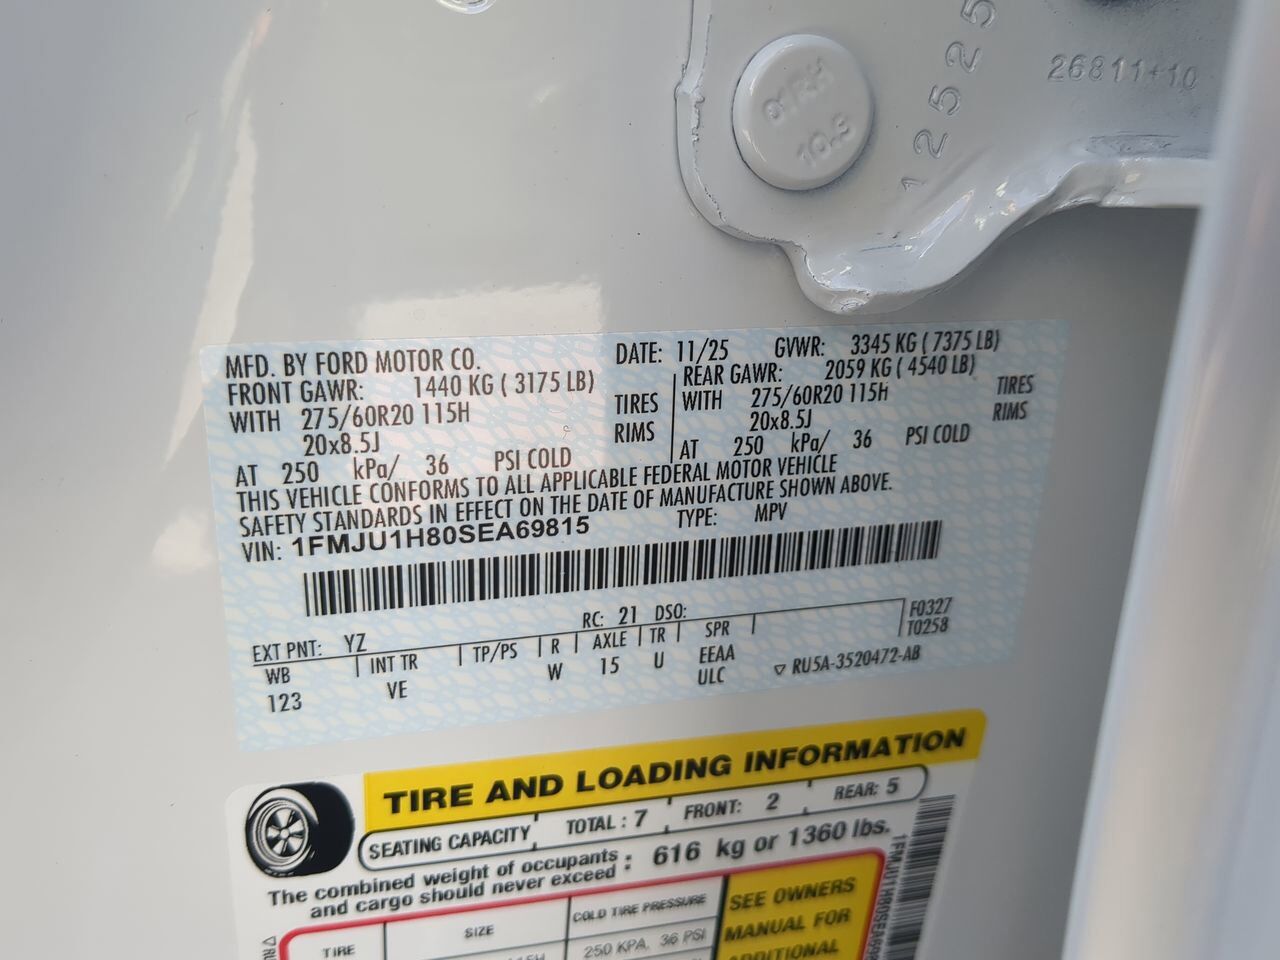 12525
26811+10
01RH
10.5
MFD. BY FORD MOTOR CO. DATE: 11/25 GVWR: 3345 KG ( 7375 LB)
FRONT GAWR: 1440 KG ( 3175 LB) REAR GAWR: 2059 KG ( 4540 LB)
WITH 275/60R20 115H TIRES WITH 275/60R20 115H TIRES
20x8.5J RIMS 20x8.5J RIMS
AT 250 kPa/ 36 PSI COLD AT 250 kPa/ 36 PSI COLD
THIS VEHICLE CONFORMS TO ALL APPLICABLE FEDERAL MOTOR VEHICLE
SAFETY STANDARDS IN EFFECT ON THE DATE OF MANUFACTURE SHOWN ABOVE.
VIN: 1FMJU1H80SEA69815 TYPE: MPV
EXT PNT: YZ RC: 21 DSO: F0327
WB INT TR TP/PS R AXLE TR SPR T0258
123 VE W 15 U EEAA
ULC ▽ RU5A-3520472-AB
TIRE AND LOADING INFORMATION
SEATING CAPACITY TOTAL : 7 FRONT: 2 REAR: 5
The combined weight of occupants : 616 kg or 1360 lbs.
and cargo should never exceed
TIRE SIZE COLD TIRE PRESSURE SEE OWNERS
250 KPA, 36 PSI MANUAL FOR
ADDITIONAL